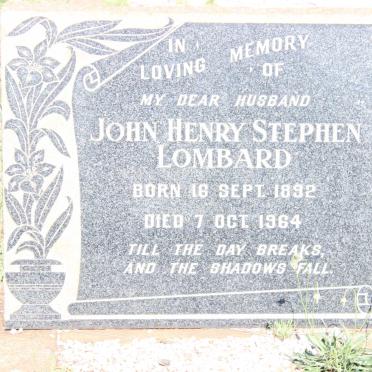 IN MEMORY
LOVING OF
MY DEAR HUSBAND
JOHN HENRY STEPHEN
LOMBARD
BORN 18 SEPT. 1892
DIED 7 OCT. 1964
TILL THE DAY BREAKS,
AND THE SHADOWS FALL.